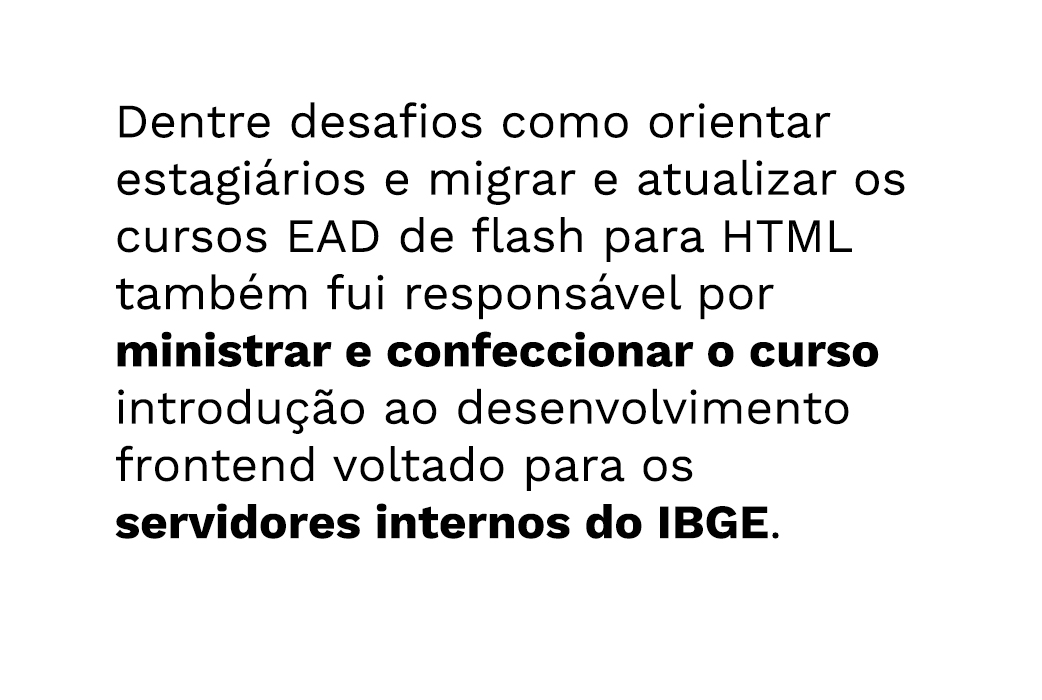 Dentre desafios como orientar
estagiários e migrar e atualizar os
cursos EAD de flash para HTML
também fui responsável por
ministrar e confeccionar o curso
introdução ao desenvolvimento
frontend voltado para os
servidores internos do IBGE.